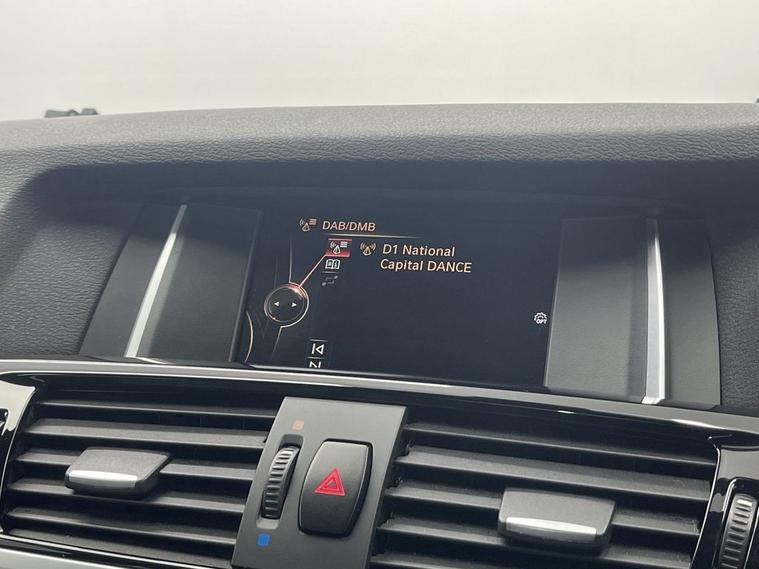 DAB/DMB
D1 National
Capital DANCE
OPT